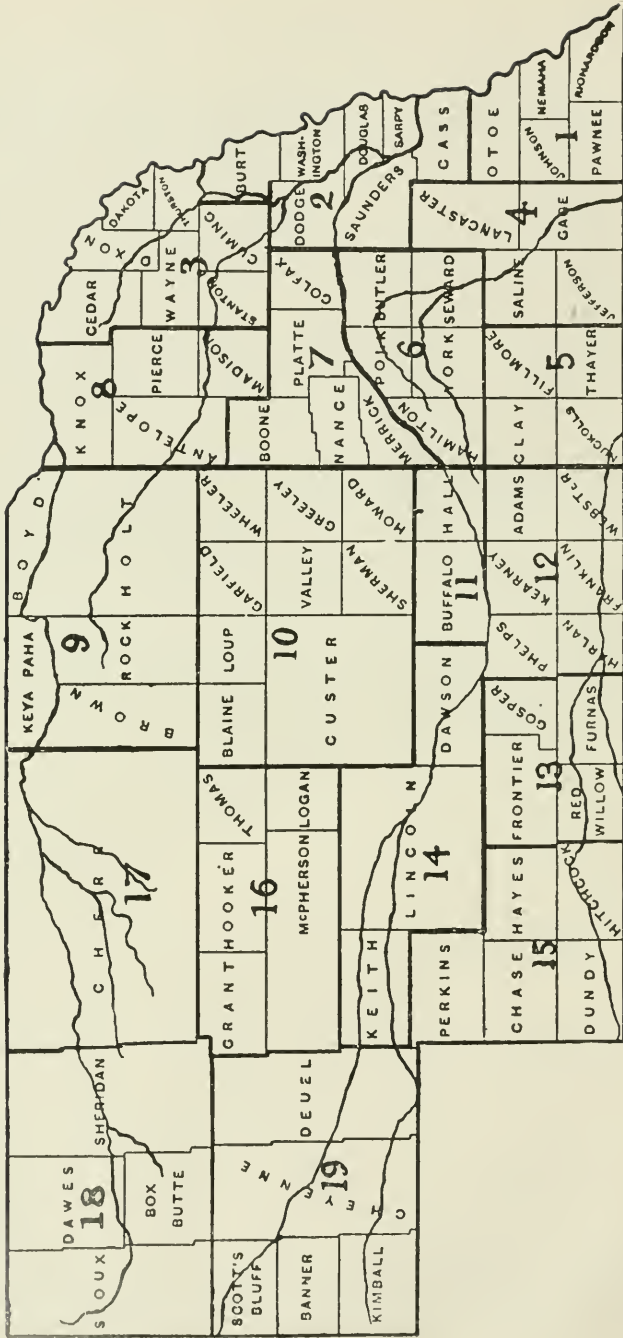 SIOUX
DAWES
18
BOX
BUTTE
SHERIDAN
SCOTT'S
BLUFF
BANNER
KIMBALL
CHEYENNE
19
DEUEL
CHERR
17
GRANT
HOOKER
THOMAS
16
MCPHERSON
LOGAN
KEITH
LINCOLN
14
PERKINS
CHASE
HAYES
15
DUNDY
HITCHCOCK
FRONTIER
GOSPER
13
RED
WILLOW
FURNAS
KEYA PAHA
BOYD
9
BROWN
ROCK
HOLT
BLAINE
LOUP
GARFIELD
WHEELER
10
CUSTER
VALLEY
GREELEY
SHERMAN
HOWARD
DAWSON
BUFFALO
HALL
11
PHELPS
KEARNEY
ADAMS
12
HARLAN
FRANKLIN
WEBSTER
KNOX
8
ANTELOPE
PIERCE
MADISON
CEDAR
DIXON
DAKOTA
WAYNE
THURSTON
3
STANTON
CUMING
BURT
BOONE
PLATTE
COLFAX
NANCE
7
MERRICK
DODGE
2
WASH-
INGTON
DOUGLAS
SARPY
SAUNDERS
POLK
BUTLER
HAMILTON
6
YORK
SEWARD
CLAY
FILLMORE
SALINE
NUCKOLLS
5
THAYER
JEFFERSON
LANCASTER
4
GAGE
CASS
OTOE
JOHNSON
NEMAHA
1
PAWNEE
RICHARDSON